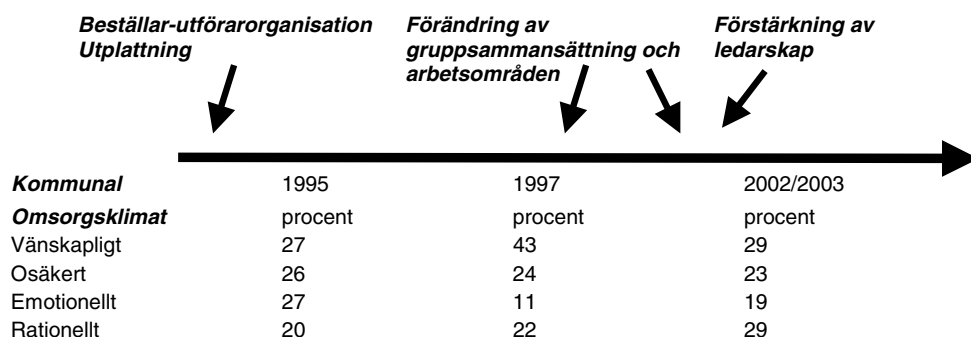 Beställar-utförarorganisation
Utplattning
Förändring av
gruppsammansättning och
arbetsområden
Förstärkning av
ledarskap
Kommunal 1995 1997 2002/2003
Omsorgsklimat procent procent procent
Vänskapligt 27 43 29
Osäkert 26 24 23
Emotionellt 27 11 19
Rationellt 20 22 29